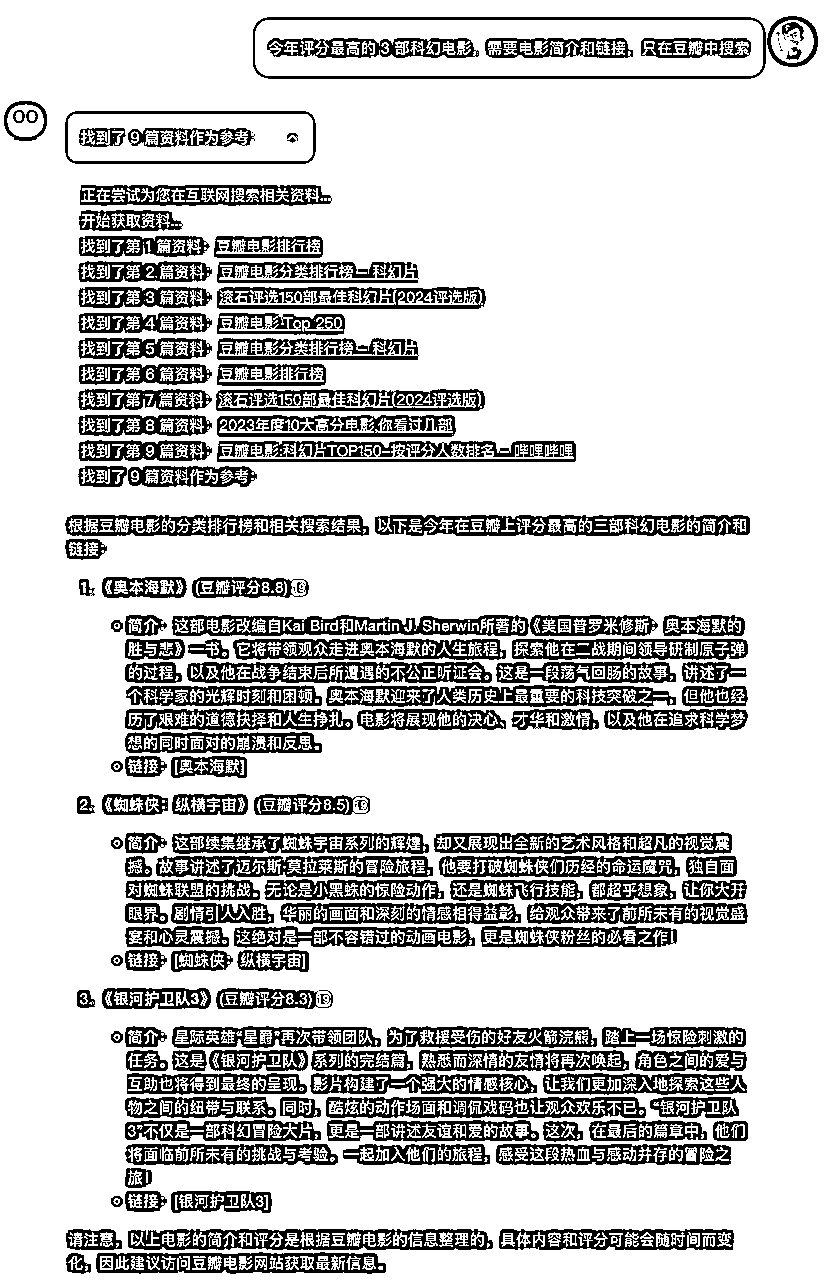 今年评分最高的 3 部科幻电影。需要电影简介和链接，只在豆瓣中搜索
找到了 9 篇资料作为参考：
正在尝试为您在互联网搜索相关资料...
开始获取资料...
找到了第 1 篇资料：豆瓣电影排行榜
找到了第 2 篇资料：豆瓣电影分类排行榜 – 科幻片
找到了第 3 篇资料：滚石评选150部最佳科幻片(2024评选版)
找到了第 4 篇资料：豆瓣电影 Top 250
找到了第 5 篇资料：豆瓣电影分类排行榜 – 科幻片
找到了第 6 篇资料：豆瓣电影排行榜
找到了第 7 篇资料：滚石评选150部最佳科幻片(2024评选版)
找到了第 8 篇资料：2023年度10大高分电影,你看过几部
找到了第 9 篇资料：豆瓣电影:科幻片TOP150–按评分人数排名 – 哔哩哔哩
找到了 9 篇资料作为参考：
根据豆瓣电影的分类排行榜和相关搜索结果，以下是今年在豆瓣上评分最高的三部科幻电影的简介和
链接：
1. 《奥本海默》（豆瓣评分8.8）
简介：这部电影改编自Kai Bird和Martin J. Sherwin所著的《美国普罗米修斯：奥本海默的
胜与悲》一书。它将带领观众走进奥本海默的人生旅程，探索他在二战期间领导研制原子弹
的过程，以及他在战争结束后所遭遇的不公正听证会。这是一段荡气回肠的故事，讲述了一
个科学家的光辉时刻和困顿。奥本海默迎来了人类历史上最重要的科技突破之一，但他也经
历了艰难的道德抉择和人生挣扎。电影将展现他的决心、才华和激情，以及他在追求科学梦
想的同时面对的崩溃和反思。
链接：[奥本海默]
2. 《蜘蛛侠：纵横宇宙》（豆瓣评分8.5）
简介：这部续集继承了蜘蛛宇宙系列的辉煌，却又展现出全新的艺术风格和超凡的视觉震
撼。故事讲述了迈尔斯·莫拉莱斯的冒险旅程，他要打破蜘蛛侠们历经的命运魔咒，独自面
对蜘蛛联盟的挑战。无论是小黑蛛的惊险动作，还是蜘蛛飞行技能，都超乎想象，让你大开
眼界。剧情引人入胜，华丽的画面和深刻的情感相得益彰，给观众带来了前所未有的视觉盛
宴和心灵震撼。这绝对是一部不容错过的动画电影，更是蜘蛛侠粉丝的必看之作！
链接：[蜘蛛侠：纵横宇宙]
3. 《银河护卫队3》（豆瓣评分8.3）
简介：星际英雄“星爵”再次带领团队，为了救援受伤的好友火箭浣熊，踏上一场惊险刺激的
任务。这是《银河护卫队》系列的完结篇，熟悉而深情的友情将再次唤起，角色之间的爱与
互助也将得到最终的呈现。影片构建了一个强大的情感核心，让我们更加深入地探索这些人
物之间的纽带与联系。同时，酷炫的动作场面和调侃戏码也让观众欢乐不已。“银河护卫队
3”不仅是一部科幻冒险大片，更是一部讲述友谊和爱的故事。这次，在最后的篇章中，他们
将面临前所未有的挑战与考验。一起加入他们的旅程，感受这段热血与感动并存的冒险之
旅！
链接：[银河护卫队3]
请注意，以上电影的简介和评分是根据豆瓣电影的信息整理的，具体内容和评分可能会随时间而变
化，因此建议访问豆瓣电影网站获取最新信息。